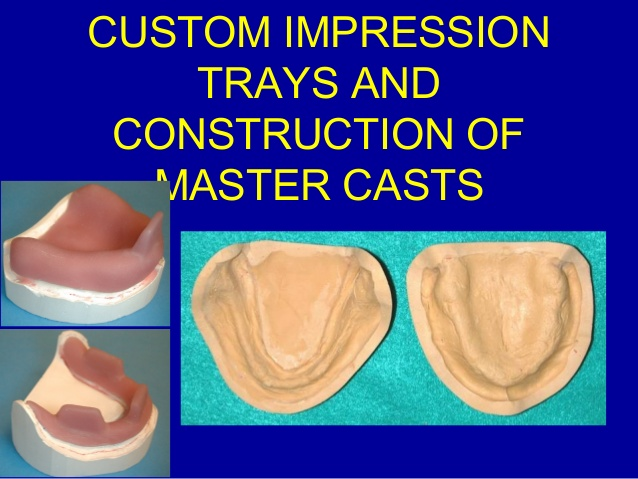 CUSTOM IMPRESSION
TRAYS AND
CONSTRUCTION OF
MASTER CASTS